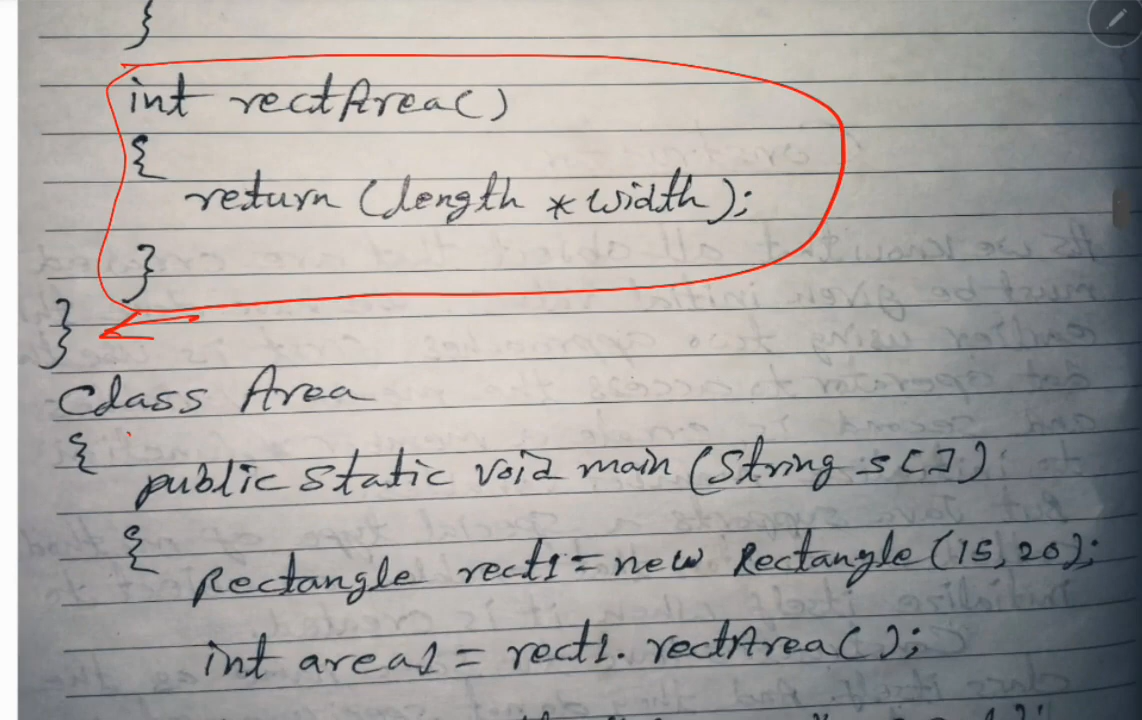 }
int rectArea()
{
return (length * width);
}
}
class Area
{
public static void main (String s[])
{
Rectangle rect1 = new Rectangle (15, 20);
int area1 = rect1. rectArea();